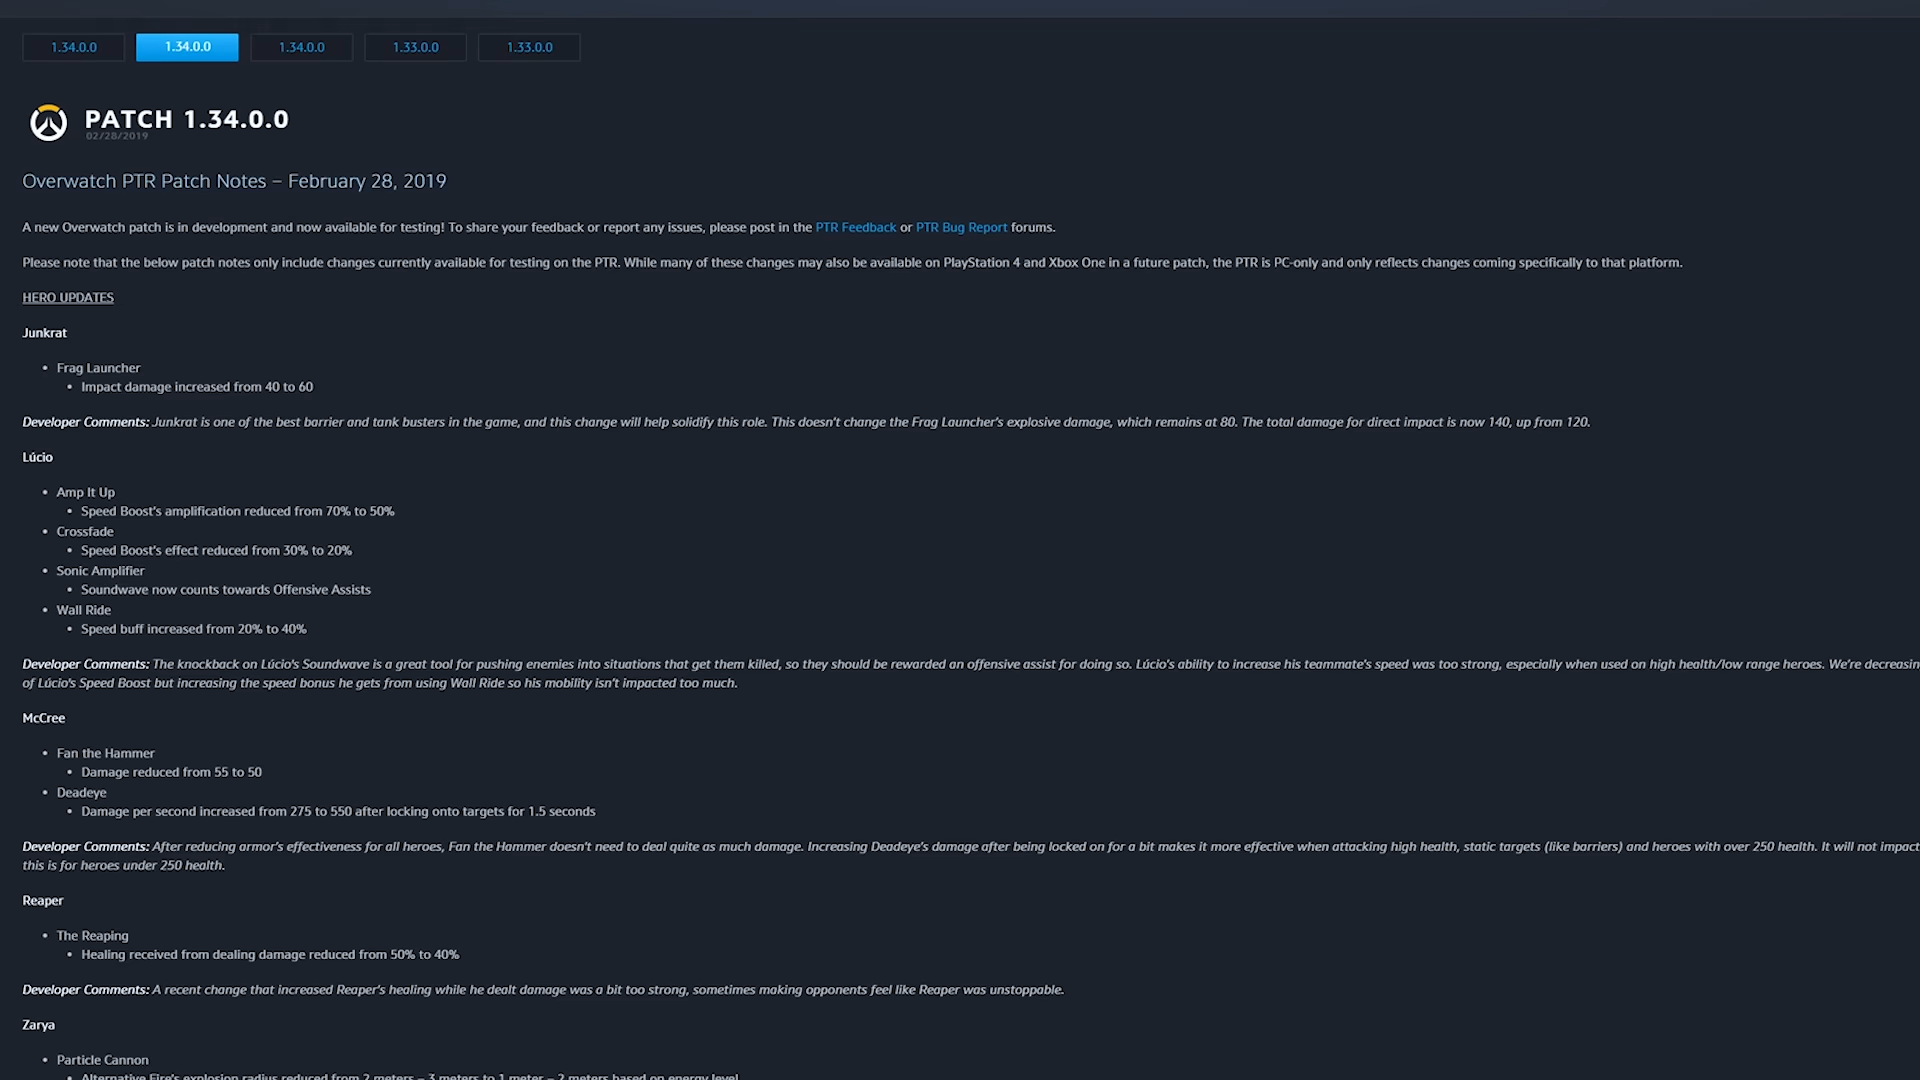 1.34.0.0 1.34.0.0 1.34.0.0 1.33.0.0 1.33.0.0
PATCH 1.34.0.0
02/28/2019
Overwatch PTR Patch Notes – February 28, 2019
A new Overwatch patch is in development and now available for testing! To share your feedback or report any issues, please post in the PTR Feedback or PTR Bug Report forums.
Please note that the below patch notes only include changes currently available for testing on the PTR. While many of these changes may also be available on PlayStation 4 and Xbox One in a future patch, the PTR is PC-only and only reflects changes coming specifically to that platform.
HERO UPDATES
Junkrat
• Frag Launcher
• Impact damage increased from 40 to 60
Developer Comments: Junkrat is one of the best barrier and tank busters in the game, and this change will help solidify this role. This doesn't change the Frag Launcher's explosive damage, which remains at 80. The total damage for direct impact is now 140, up from 120.
Lúcio
• Amp It Up
• Speed Boost's amplification reduced from 70% to 50%
• Crossfade
• Speed Boost's effect reduced from 30% to 20%
• Sonic Amplifier
• Soundwave now counts towards Offensive Assists
• Wall Ride
• Speed buff increased from 20% to 40%
Developer Comments: The knockback on Lúcio's Soundwave is a great tool for pushing enemies into situations that get them killed, so they should be rewarded an offensive assist for doing so. Lúcio's ability to increase his teammate's speed was too strong, especially when used on high health/low range heroes. We're decreasin
of Lúcio's Speed Boost but increasing the speed bonus he gets from using Wall Ride so his mobility isn't impacted too much.
McCree
• Fan the Hammer
• Damage reduced from 55 to 50
• Deadeye
• Damage per second increased from 275 to 550 after locking onto targets for 1.5 seconds
Developer Comments: After reducing armor's effectiveness for all heroes, Fan the Hammer doesn't need to deal quite as much damage. Increasing Deadeye's damage after being locked on for a bit makes it more effective when attacking high health, static targets (like barriers) and heroes with over 250 health. It will not impact
this is for heroes under 250 health.
Reaper
• The Reaping
• Healing received from dealing damage reduced from 50% to 40%
Developer Comments: A recent change that increased Reaper's healing while he dealt damage was a bit too strong, sometimes making opponents feel like Reaper was unstoppable.
Zarya
• Particle Cannon
• Alternative Fire's explosion radius reduced from 2 meters – 3 meters to 1 meter – 2 meters based on energy level